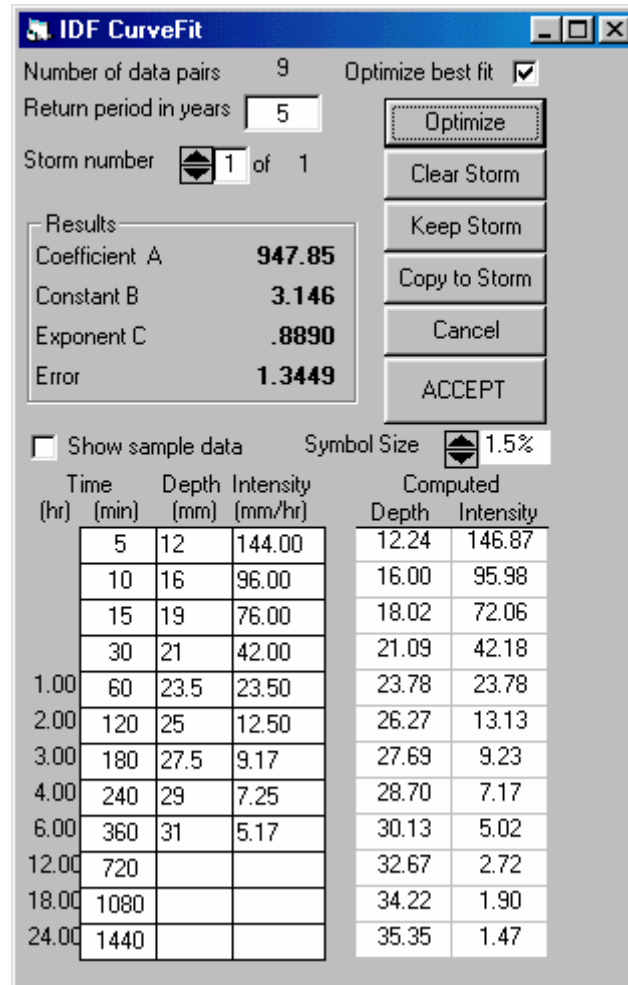 IDF CurveFit
Number of data pairs 9 Optimize best fit
Return period in years 5
Optimize
Storm number 1 of 1
Clear Storm
Keep Storm
Copy to Storm
Cancel
ACCEPT
Results
Coefficient A 947.85
Constant B 3.146
Exponent C .8890
Error 1.3449
Show sample data Symbol Size 1.5%
Time Depth Intensity Computed
(hr) (min) (mm) (mm/hr) Depth Intensity
5 12 144.00 12.24 146.87
10 16 96.00 16.00 95.98
15 19 76.00 18.02 72.06
30 21 42.00 21.09 42.18
1.00 60 23.5 23.50 23.78 23.78
2.00 120 25 12.50 26.27 13.13
3.00 180 27.5 9.17 27.69 9.23
4.00 240 29 7.25 28.70 7.17
6.00 360 31 5.17 30.13 5.02
12.00 720 32.67 2.72
18.00 1080 34.22 1.90
24.00 1440 35.35 1.47